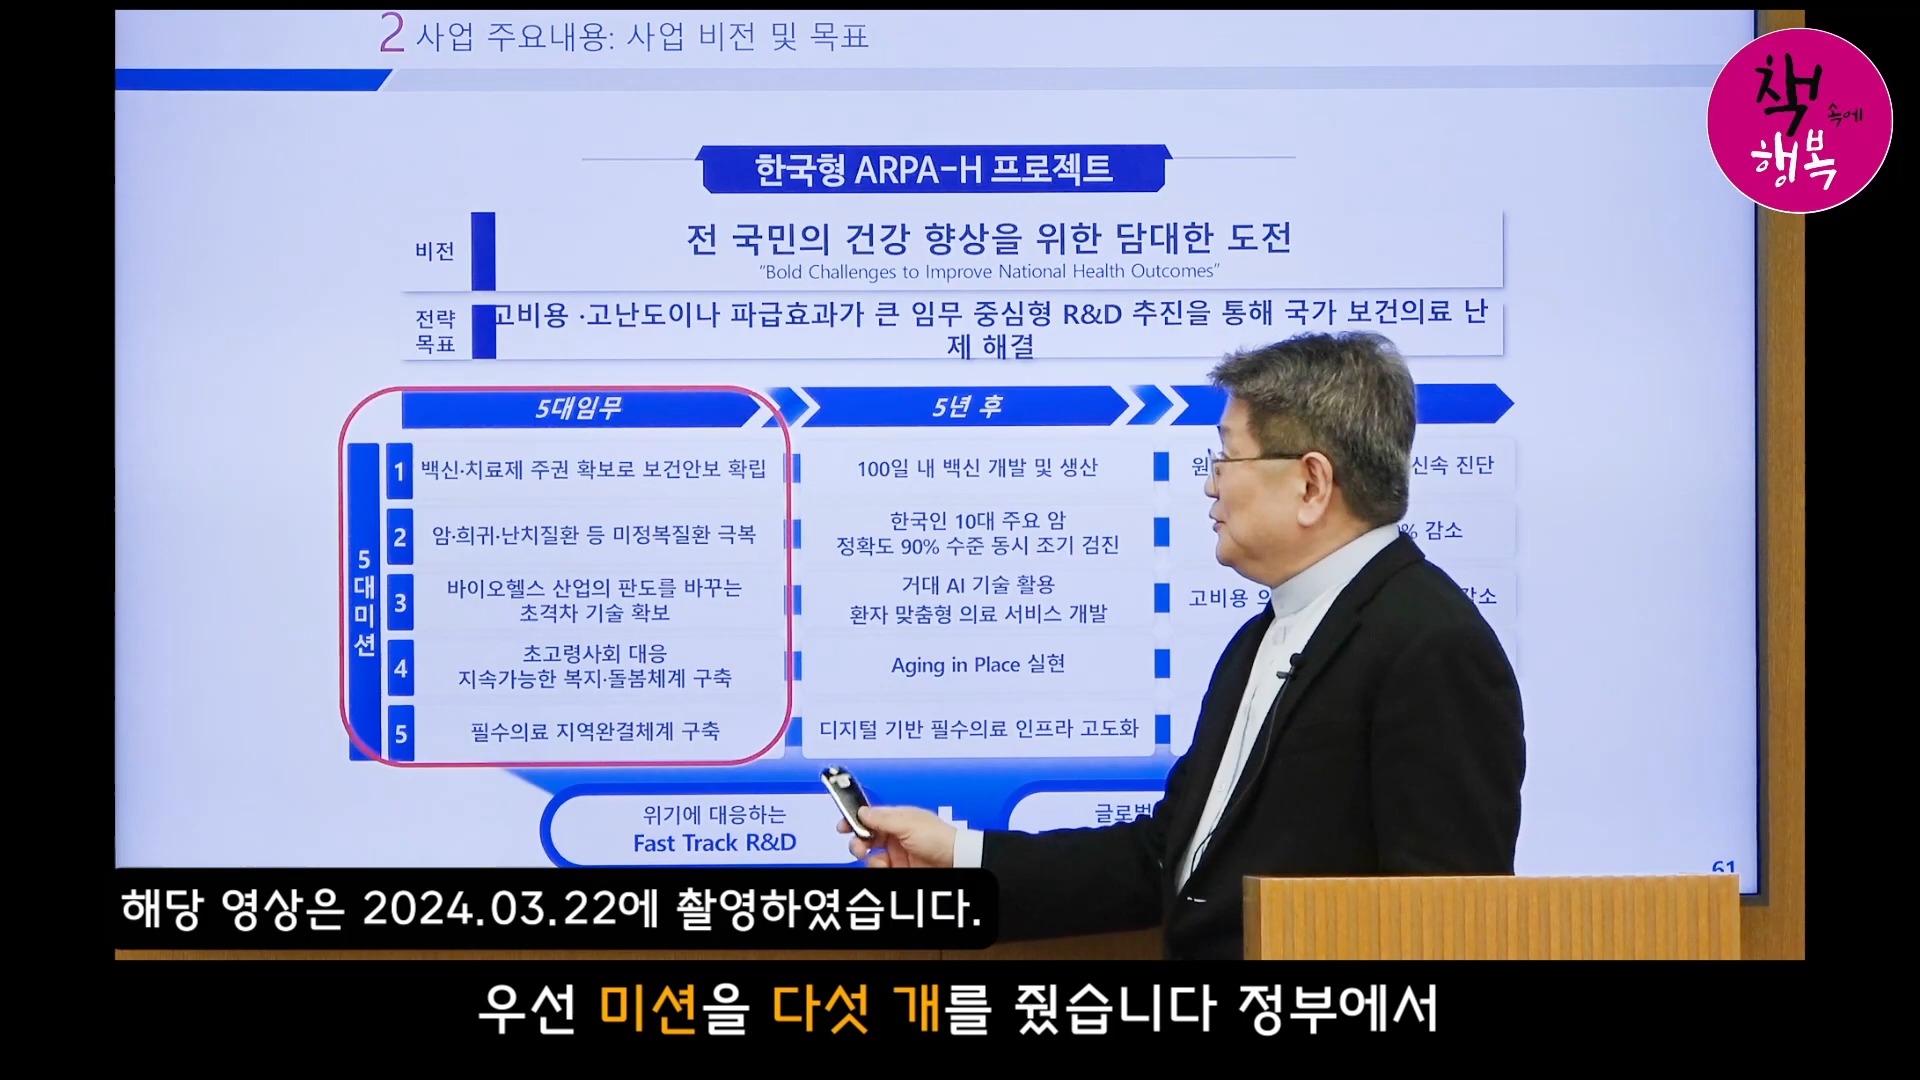 2 사업 주요내용: 사업 비전 및 목표
책
속에
행복
한국형 ARPA-H 프로젝트
비전
전 국민의 건강 향상을 위한 담대한 도전
“Bold Challenges to Improve National Health Outcomes”
전략
목표
고비용 ·고난도이나 파급효과가 큰 임무 중심형 R&D 추진을 통해 국가 보건의료 난
제 해결
5대임무
5년 후
5대미션
1
백신·치료제 주권 확보로 보건안보 확립
100일 내 백신 개발 및 생산
원
신속 진단
2
암·희귀·난치질환 등 미정복질환 극복
한국인 10대 주요 암
정확도 90% 수준 동시 조기 검진
% 감소
3
바이오헬스 산업의 판도를 바꾸는
초격차 기술 확보
거대 AI 기술 활용
환자 맞춤형 의료 서비스 개발
고비용
감소
4
초고령사회 대응
지속가능한 복지·돌봄체계 구축
Aging in Place 실현
5
필수의료 지역완결체계 구축
디지털 기반 필수의료 인프라 고도화
위기에 대응하는
Fast Track R&D
글로벌
61
해당 영상은 2024.03.22에 촬영하였습니다.
우선 미션을 다섯 개를 줬습니다 정부에서